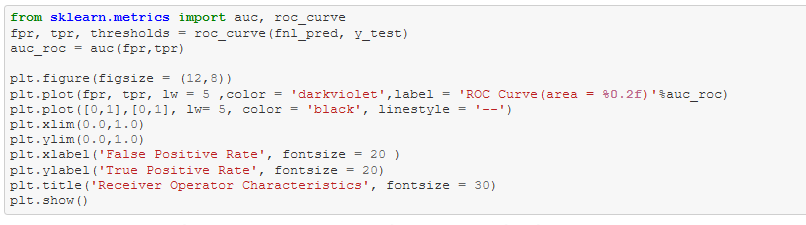 from sklearn.metrics import auc, roc_curve
fpr, tpr, thresholds = roc_curve(fnl_pred, y_test)
auc_roc = auc(fpr,tpr)
plt.figure(figsize = (12,8))
plt.plot(fpr, tpr, lw = 5 ,color = 'darkviolet',label = 'ROC Curve(area = %0.2f)'%auc_roc)
plt.plot([0,1],[0,1], lw= 5, color = 'black', linestyle = '--')
plt.xlim(0.0,1.0)
plt.ylim(0.0,1.0)
plt.xlabel('False Positive Rate', fontsize = 20 )
plt.ylabel('True Positive Rate', fontsize = 20)
plt.title('Receiver Operator Characteristics', fontsize = 30)
plt.show()